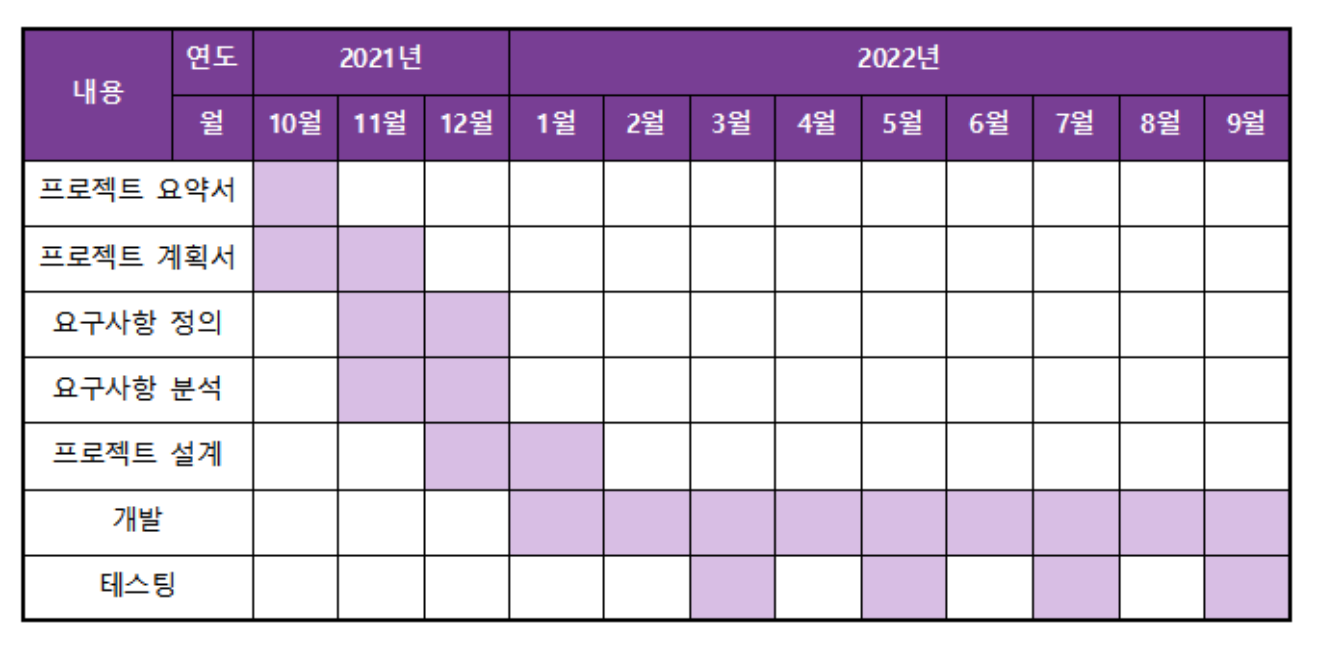 내용 연도 2021년 2022년
월 10월 11월 12월 1월 2월 3월 4월 5월 6월 7월 8월 9월
프로젝트 요약서
프로젝트 계획서
요구사항 정의
요구사항 분석
프로젝트 설계
개발
테스팅